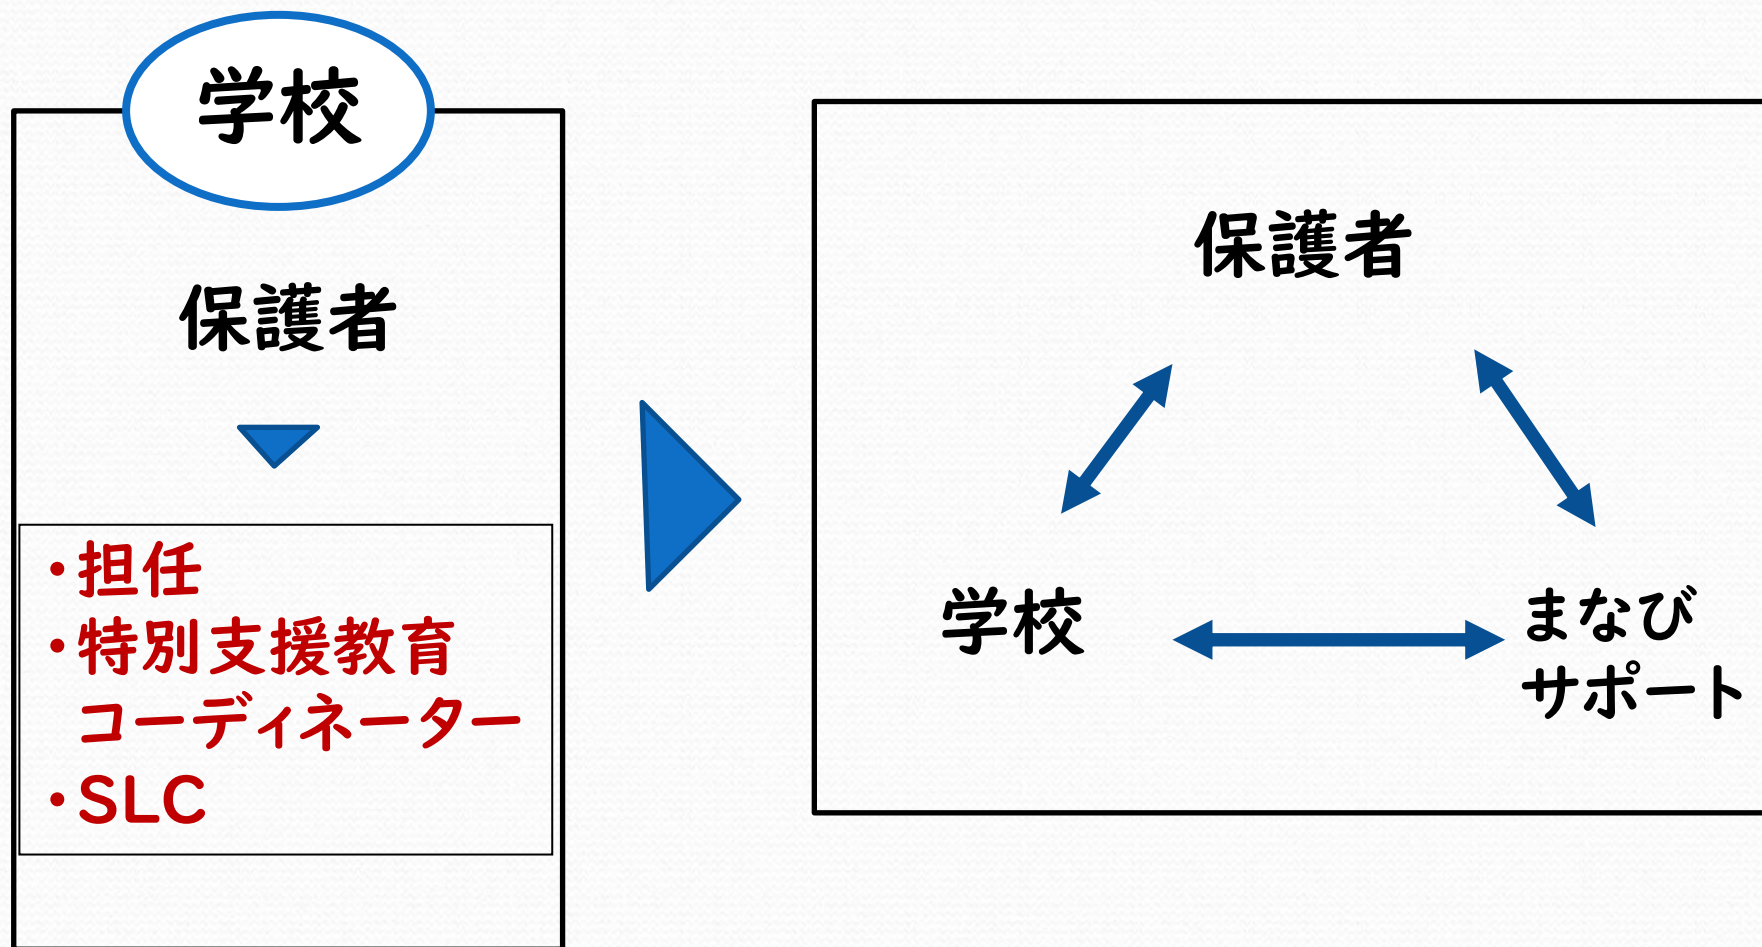 学校
保護者
・担任
・特別支援教育
コーディネーター
・SLC
保護者
学校
まなび
サポート